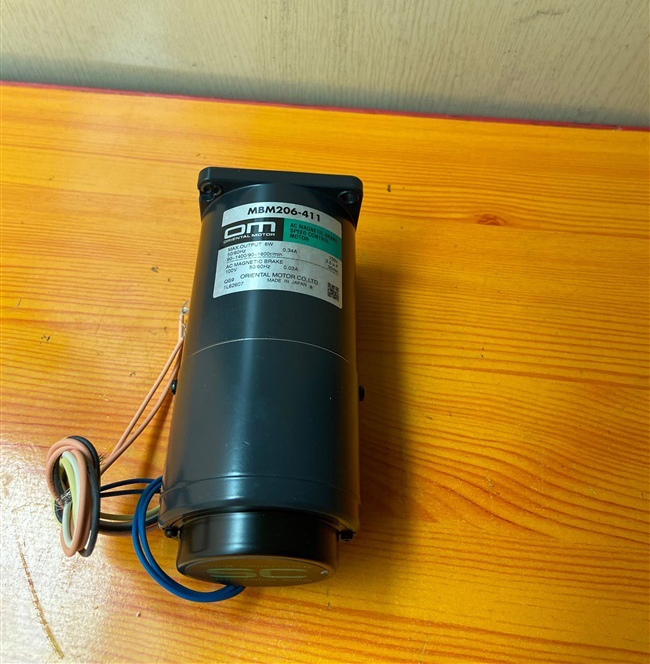 MBM206-411
OM
ORIENTAL MOTOR
AC MAGNETIC BRAKE
SPEED CONTROL
MOTOR
MAX.OUTPUT 6W
50/60Hz 0.34A
90~1400/90~1600r/min
AC MAGNETIC BRAKE
100V 50/60Hz 0.03A
ORIENTAL MOTOR CO.,LTD.
MADE IN JAPAN
SC